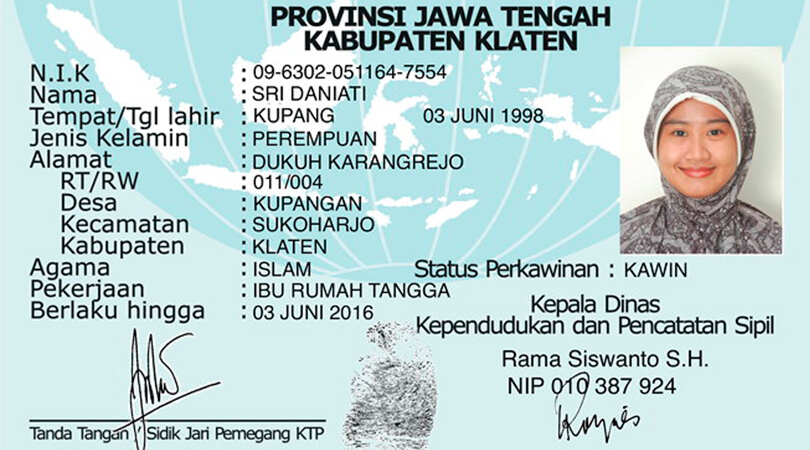 PROVINSI JAWA TENGAH
KABUPATEN KLATEN
N.I.K : 09-6302-051164-7554
Nama : SRI DANIATI
Tempat/Tgl lahir : KUPANG 03 JUNI 1998
Jenis Kelamin : PEREMPUAN
Alamat : DUKUH KARANGREJO
RT/RW : 011/004
Desa : KUPANGAN
Kecamatan : SUKOHARJO
Kabupaten : KLATEN
Agama : ISLAM
Status Perkawinan : KAWIN
Pekerjaan : IBU RUMAH TANGGA
Berlaku hingga : 03 JUNI 2016
Kepala Dinas
Kependudukan dan Pencatatan Sipil
Rama Siswanto S.H.
NIP 010 387 924
Tanda Tangan Sidik Jari Pemegang KTP